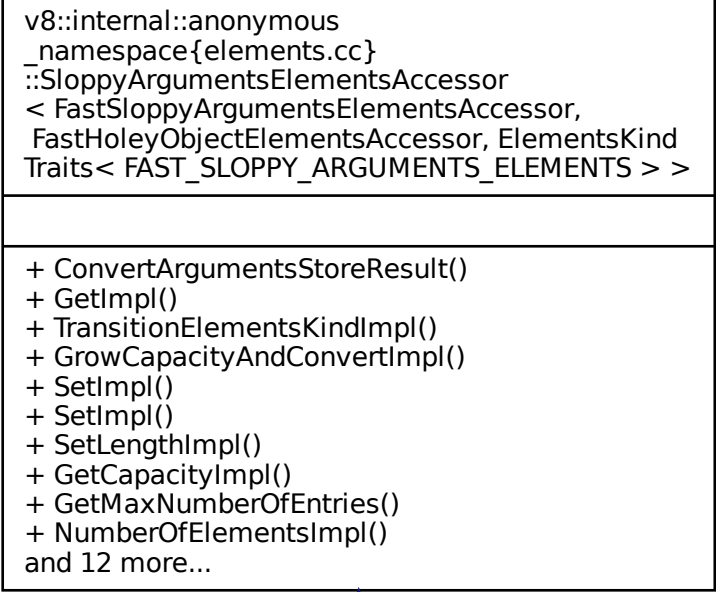 v8::internal::anonymous
_namespace{elements.cc}
::SloppyArgumentsElementsAccessor
< FastSloppyArgumentsElementsAccessor,
FastHoleyObjectElementsAccessor, ElementsKind
Traits< FAST_SLOPPY_ARGUMENTS_ELEMENTS > >
+ ConvertArgumentsStoreResult()
+ GetImpl()
+ TransitionElementsKindImpl()
+ GrowCapacityAndConvertImpl()
+ SetImpl()
+ SetImpl()
+ SetLengthImpl()
+ GetCapacityImpl()
+ GetMaxNumberOfEntries()
+ NumberOfElementsImpl()
and 12 more...